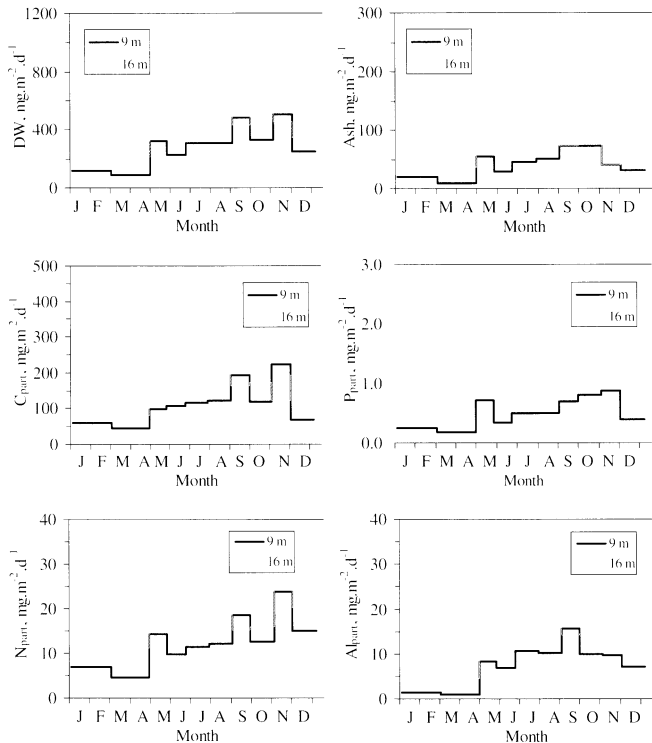 DW. mg.m⁻².d⁻¹
1200
800
400
0
9 m
16 m
J F M A M J J A S O N D
Month
Ash. mg.m⁻².d⁻¹
300
200
100
0
9 m
16 m
J F M A M J J A S O N D
Month
Cpart. mg.m⁻².d⁻¹
500
400
300
200
100
0
9 m
16 m
J F M A M J J A S O N D
Month
Ppart. mg.m⁻².d⁻¹
3.0
2.0
1.0
0.0
9 m
16 m
J F M A M J J A S O N D
Month
Npart. mg.m⁻².d⁻¹
40
30
20
10
0
9 m
16 m
J F M A M J J A S O N D
Month
Alpart. mg.m⁻².d⁻¹
40
30
20
10
0
9 m
16 m
J F M A M J J A S O N D
Month